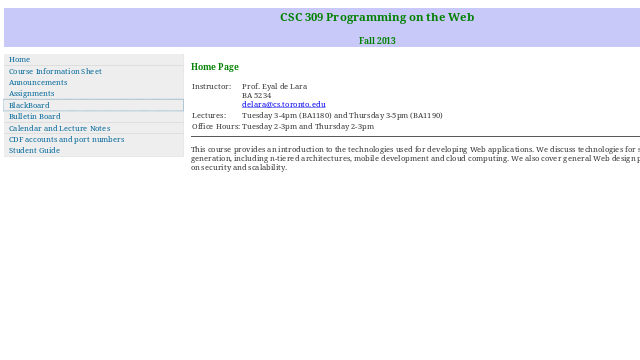 CSC 309 Programming on the Web
Fall 2013
Home
Course Information Sheet
Announcements
Assignments
BlackBoard
Bulletin Board
Calendar and Lecture Notes
CDF accounts and port numbers
Student Guide
Home Page
Instructor: Prof. Eyal de Lara
BA 5234
delara@cs.toronto.edu
Lectures: Tuesday 3-4pm (BA1180) and Thursday 3-5pm (BA1190)
Office Hours: Tuesday 2-3pm and Thursday 2-3pm
This course provides an introduction to the technologies used for developing Web applications. We discuss technologies for
generation, including n-tiered architectures, mobile development and cloud computing. We also cover general Web design
on security and scalability.